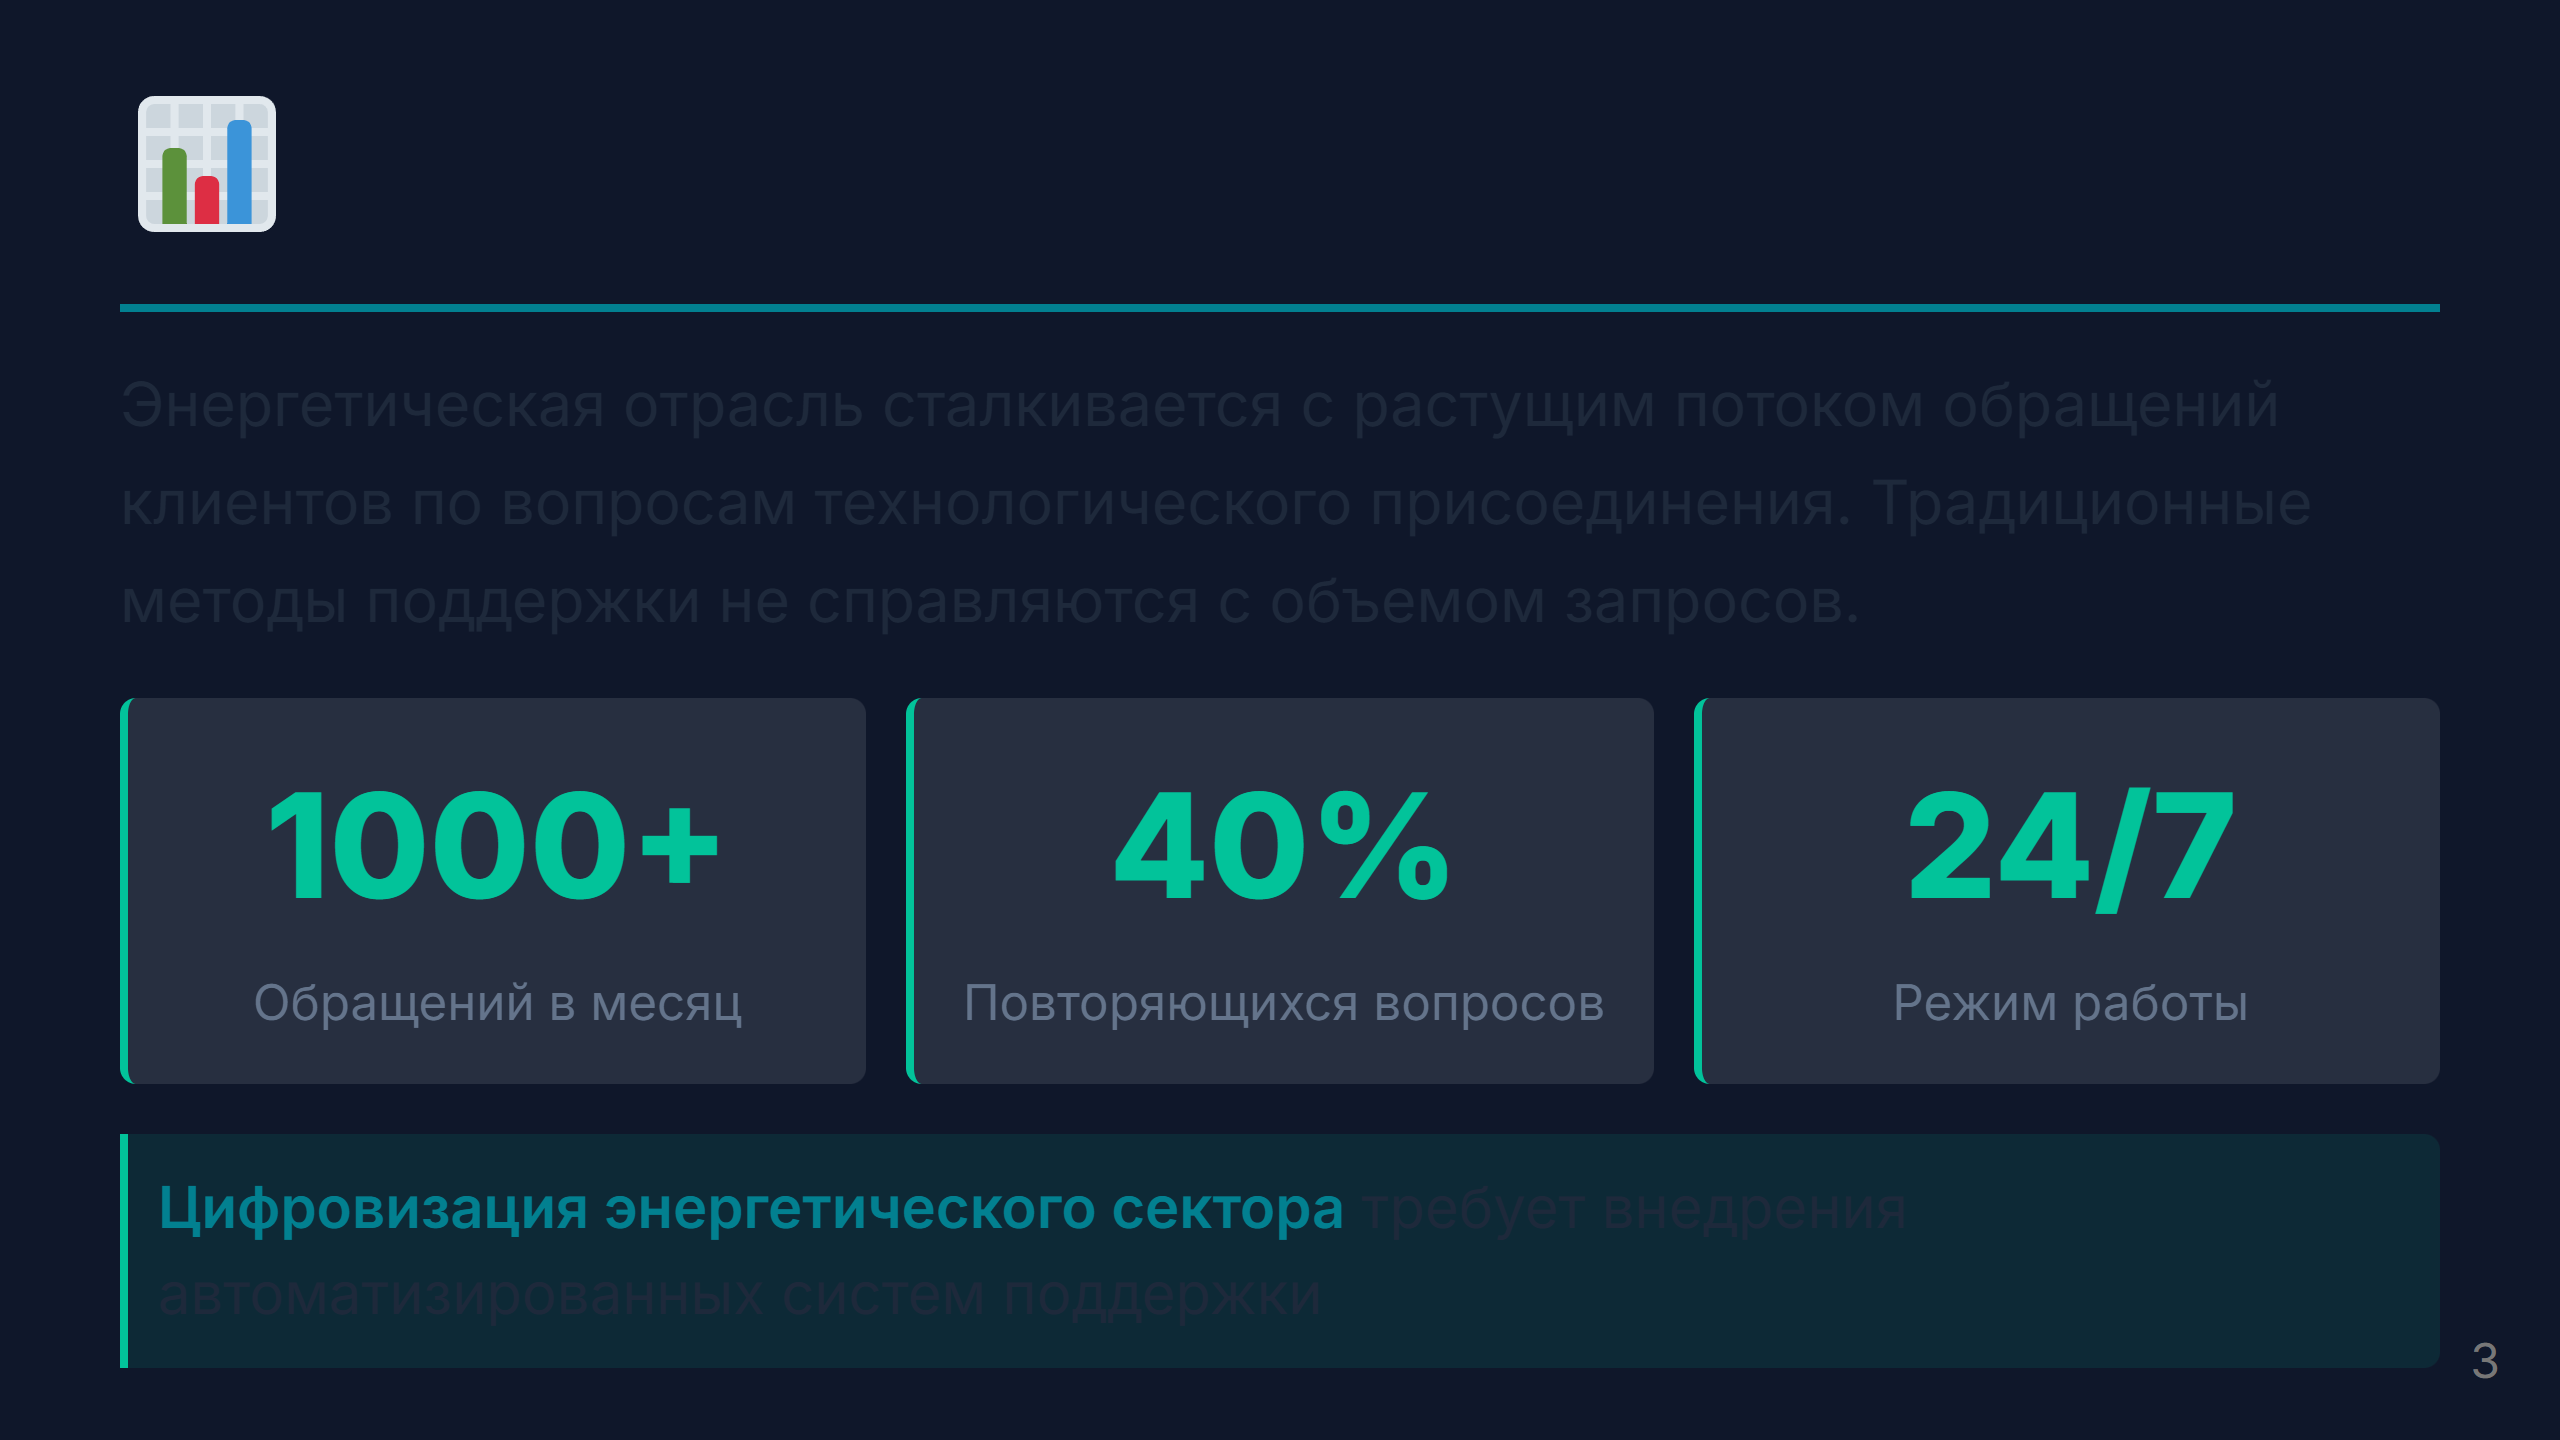 Энергетическая отрасль сталкивается с растущим потоком обращений
клиентов по вопросам технологического присоединения. Традиционные
методы поддержки не справляются с объемом запросов.
1000+
Обращений в месяц
40%
Повторяющихся вопросов
24/7
Режим работы
Цифровизация энергетического сектора требует внедрения
автоматизированных систем поддержки
3